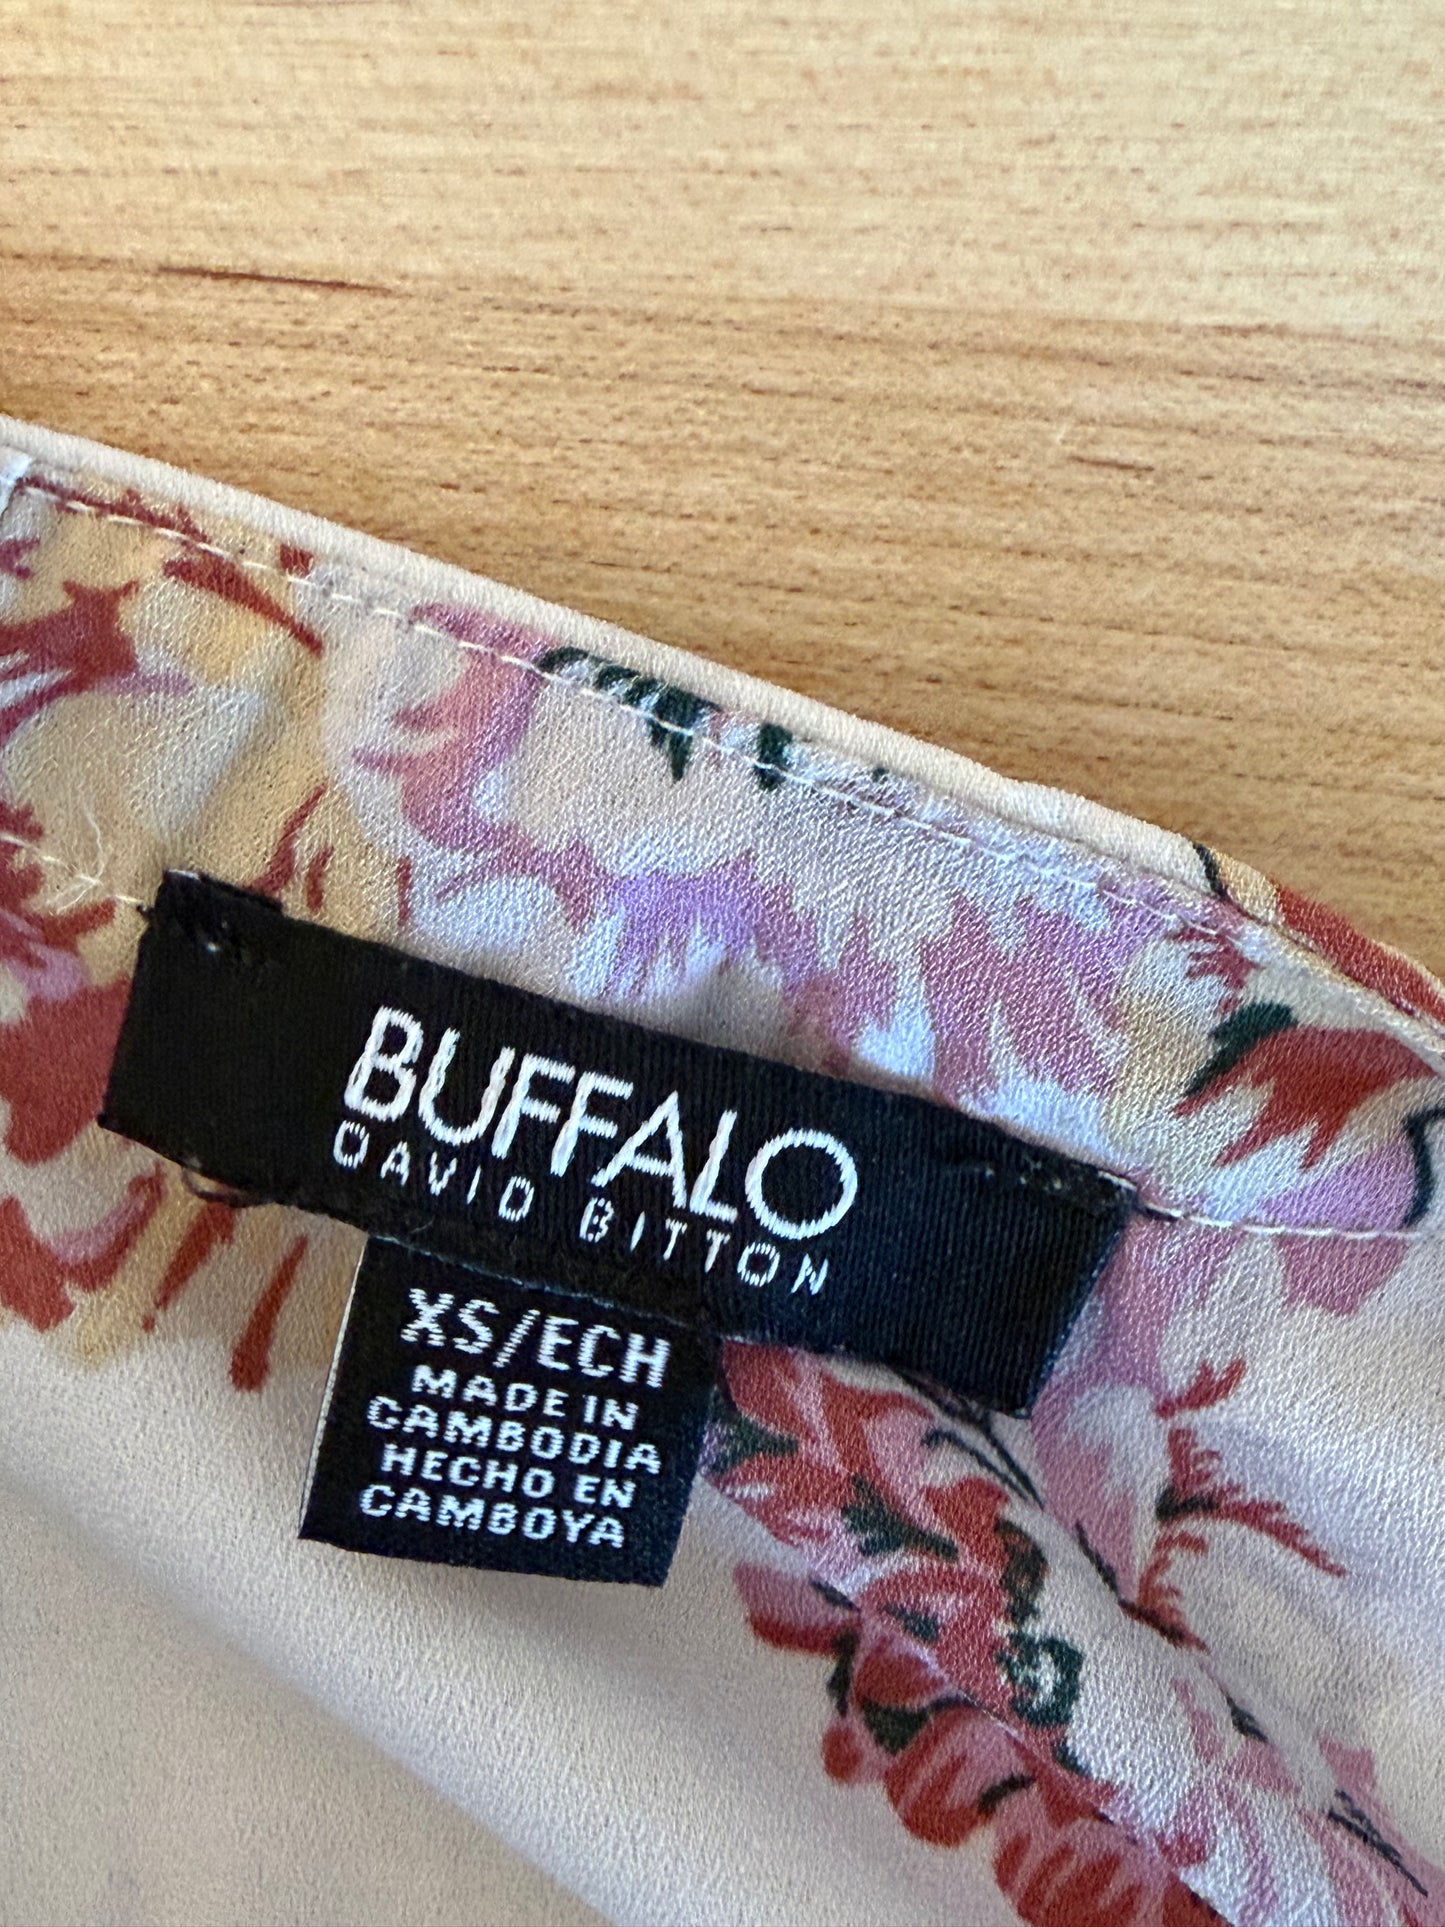 BUFFALO
DAVID BITTON
XS/ECH
MADE IN
CAMBODIA
HECHO EN
CAMBOYA